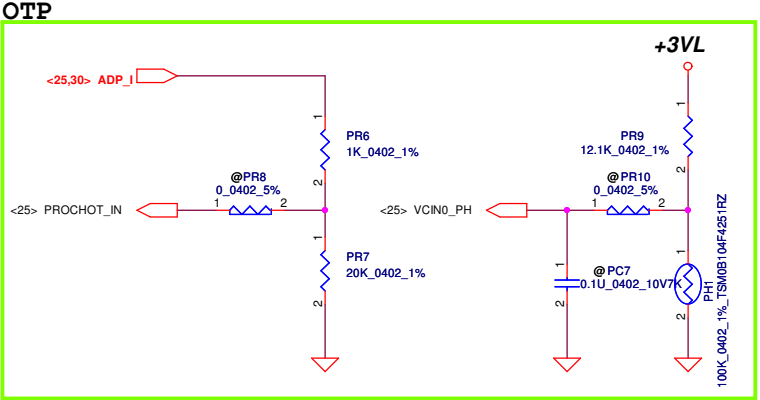 OTP
+3VL
<25,30> ADP_I
1
PR6
1K_0402_1%
2
1
PR9
12.1K_0402_1%
2
@PR8
0_0402_5%
<25> PROCHOT_IN
1
2
@PR10
0_0402_5%
<25> VCIN0_PH
1
2
1
PR7
20K_0402_1%
2
1
@PC7
0.1U_0402_10V7K
2
1
PH1
100K_0402_1%_TSM0B104F4251RZ
2